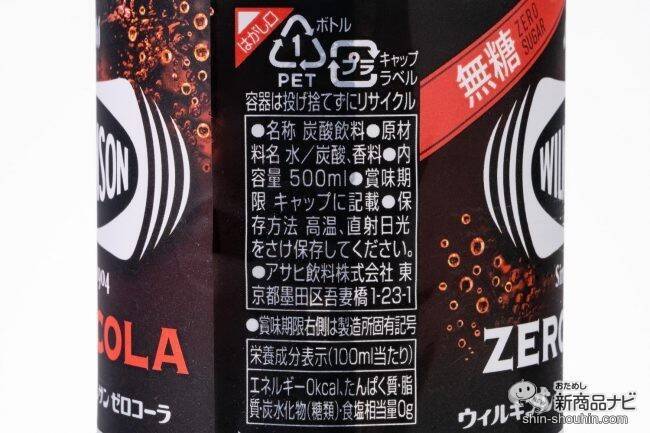 はがし口
1
PET
ボトル
プラ
キャップ
ラベル
容器は投げ捨てずにリサイクル
●名称 炭酸飲料●原材
料名 水/炭酸、香料●内
容量 500ml●賞味期
限 キャップに記載●保
存方法 高温、直射日光
をさけ保存してください。
●アサヒ飲料株式会社 東
京都墨田区吾妻橋1-23-1
●賞味期限右側は製造所固有記号
栄養成分表示(100ml当たり)
エネルギー0kcal、たんぱく質・脂
質・炭水化物(糖類)・食塩相当量0g
SON
904
COLA
ゼロコーラ
無糖
ZERO
SUGAR
WIL
ZERO
ウィルキ
おためし
新商品ナビ
shin-shouhin.com